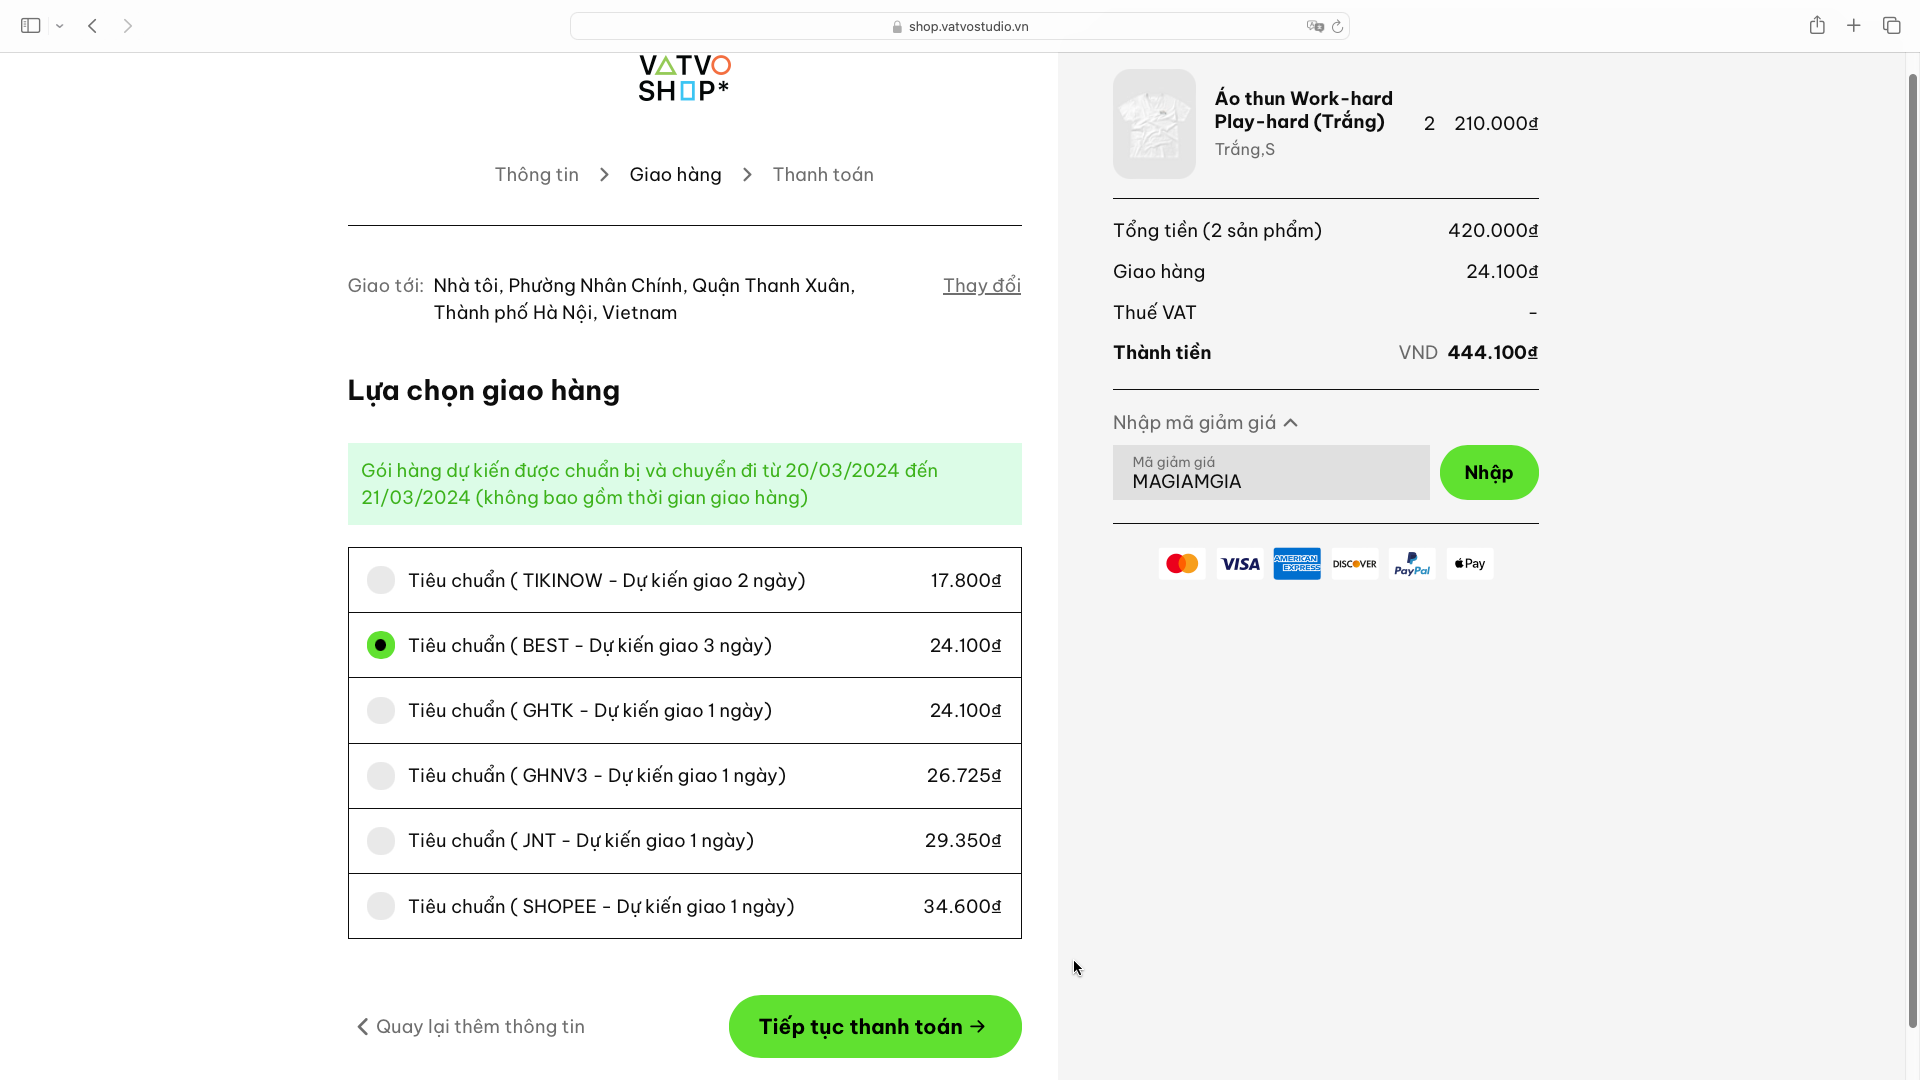 shop.vatvostudio.vn
VATVO
SHOP*
Thông tin > Giao hàng > Thanh toán
Giao tới: Nhà tôi, Phường Nhân Chính, Quận Thanh Xuân,
Thành phố Hà Nội, Vietnam
Thay đổi
Lựa chọn giao hàng
Gói hàng dự kiến được chuẩn bị và chuyển đi từ 20/03/2024 đến
21/03/2024 (không bao gồm thời gian giao hàng)
Tiêu chuẩn ( TIKINOW - Dự kiến giao 2 ngày) 17.800₫
Tiêu chuẩn ( BEST - Dự kiến giao 3 ngày) 24.100₫
Tiêu chuẩn ( GHTK - Dự kiến giao 1 ngày) 24.100₫
Tiêu chuẩn ( GHNV3 - Dự kiến giao 1 ngày) 26.725₫
Tiêu chuẩn ( JNT - Dự kiến giao 1 ngày) 29.350₫
Tiêu chuẩn ( SHOPEE - Dự kiến giao 1 ngày) 34.600₫
Quay lại thêm thông tin
Tiếp tục thanh toán →
Áo thun Work-hard
Play-hard (Trắng)
Trắng,S
2 210.000₫
Tổng tiền (2 sản phẩm) 420.000₫
Giao hàng 24.100₫
Thuế VAT -
Thành tiền VND 444.100₫
Nhập mã giảm giá
Mã giảm giá
MAGIAMGIA
Nhập
VISA
AMERICAN
EXPRESS
DISCOVER
PayPal
Pay